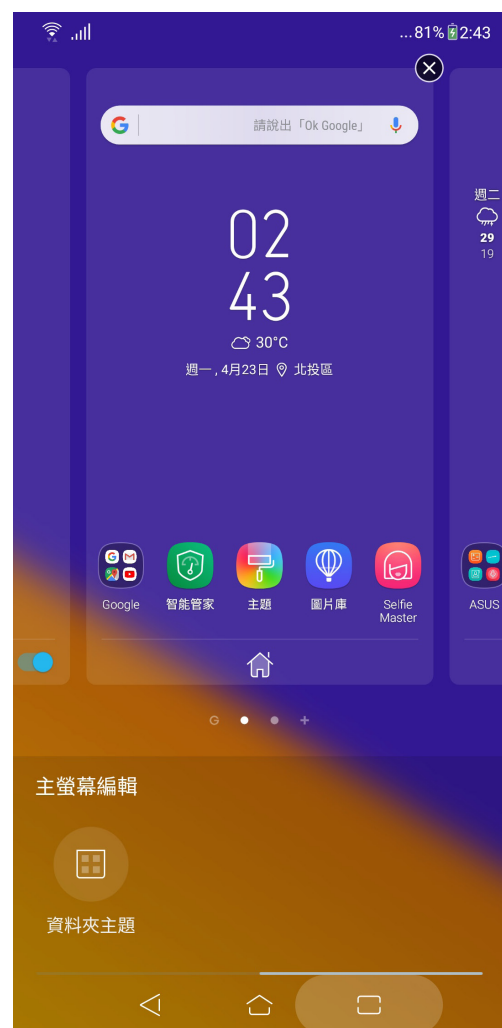 ...81% 2:43
請說出「Ok Google」
02
43
30°C
週一 , 4月23日 北投區
週二
29
19
Google
智能管家
主題
圖片庫
Selfie
Master
ASUS
G
主螢幕編輯
資料夾主題